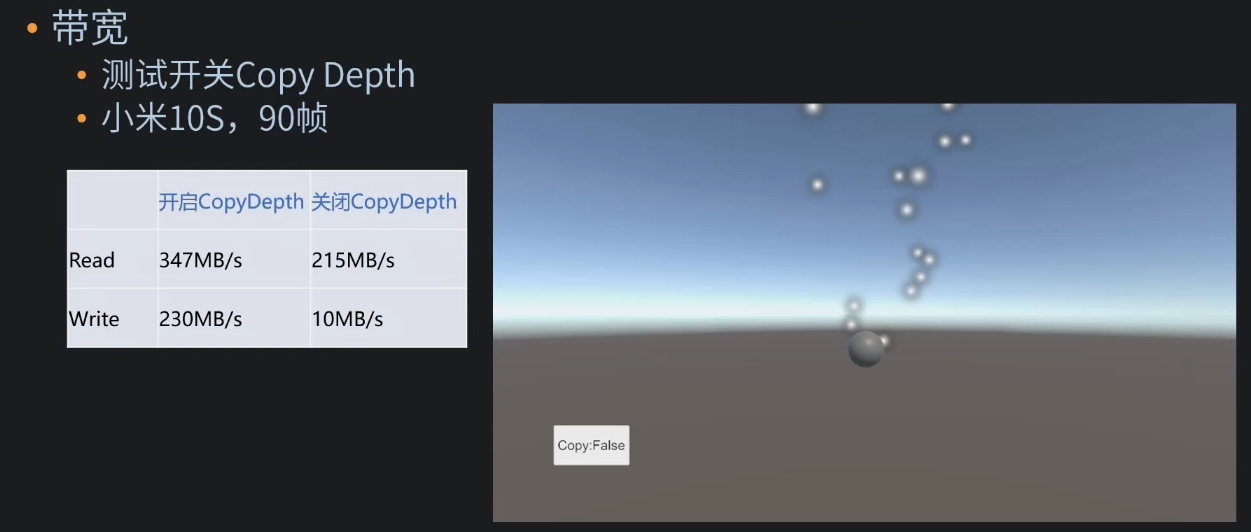 带宽
测试开关Copy Depth
小米10S，90帧
开启CopyDepth 关闭CopyDepth
Read 347MB/s 215MB/s
Write 230MB/s 10MB/s
Copy:False